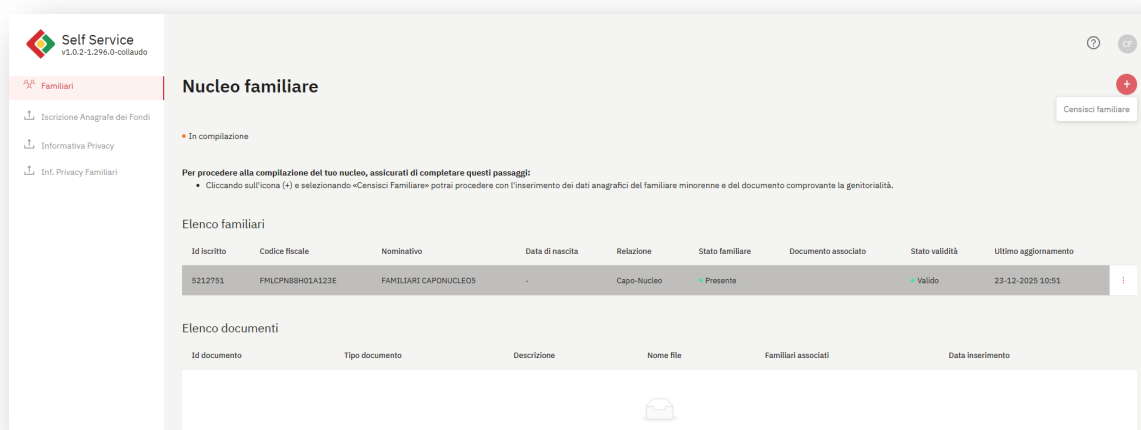 Self Service
v1.0.2-1.296.0-collaudo
CF
Familiari
Iscrizione Anagrafe dei Fondi
Informativa Privacy
Inf. Privacy Familiari
Nucleo familiare
Censisci familiare
In compilazione
Per procedere alla compilazione del tuo nucleo, assicurati di completare questi passaggi:
Cliccando sull'icona (+) e selezionando «Censisci Familiare» potrai procedere con l'inserimento dei dati anagrafici del familiare minorenne e del documento comprovante la genitorialità.
Elenco familiari
Id iscritto Codice fiscale Nominativo Data di nascita Relazione Stato familiare Documento associato Stato validità Ultimo aggiornamento
5212751 FMLCPN88H01A123E FAMILIARI CAPONUCLEO5 - Capo-Nucleo Presente Valido 23-12-2025 10:51
Elenco documenti
Id documento Tipo documento Descrizione Nome file Familiari associati Data inserimento